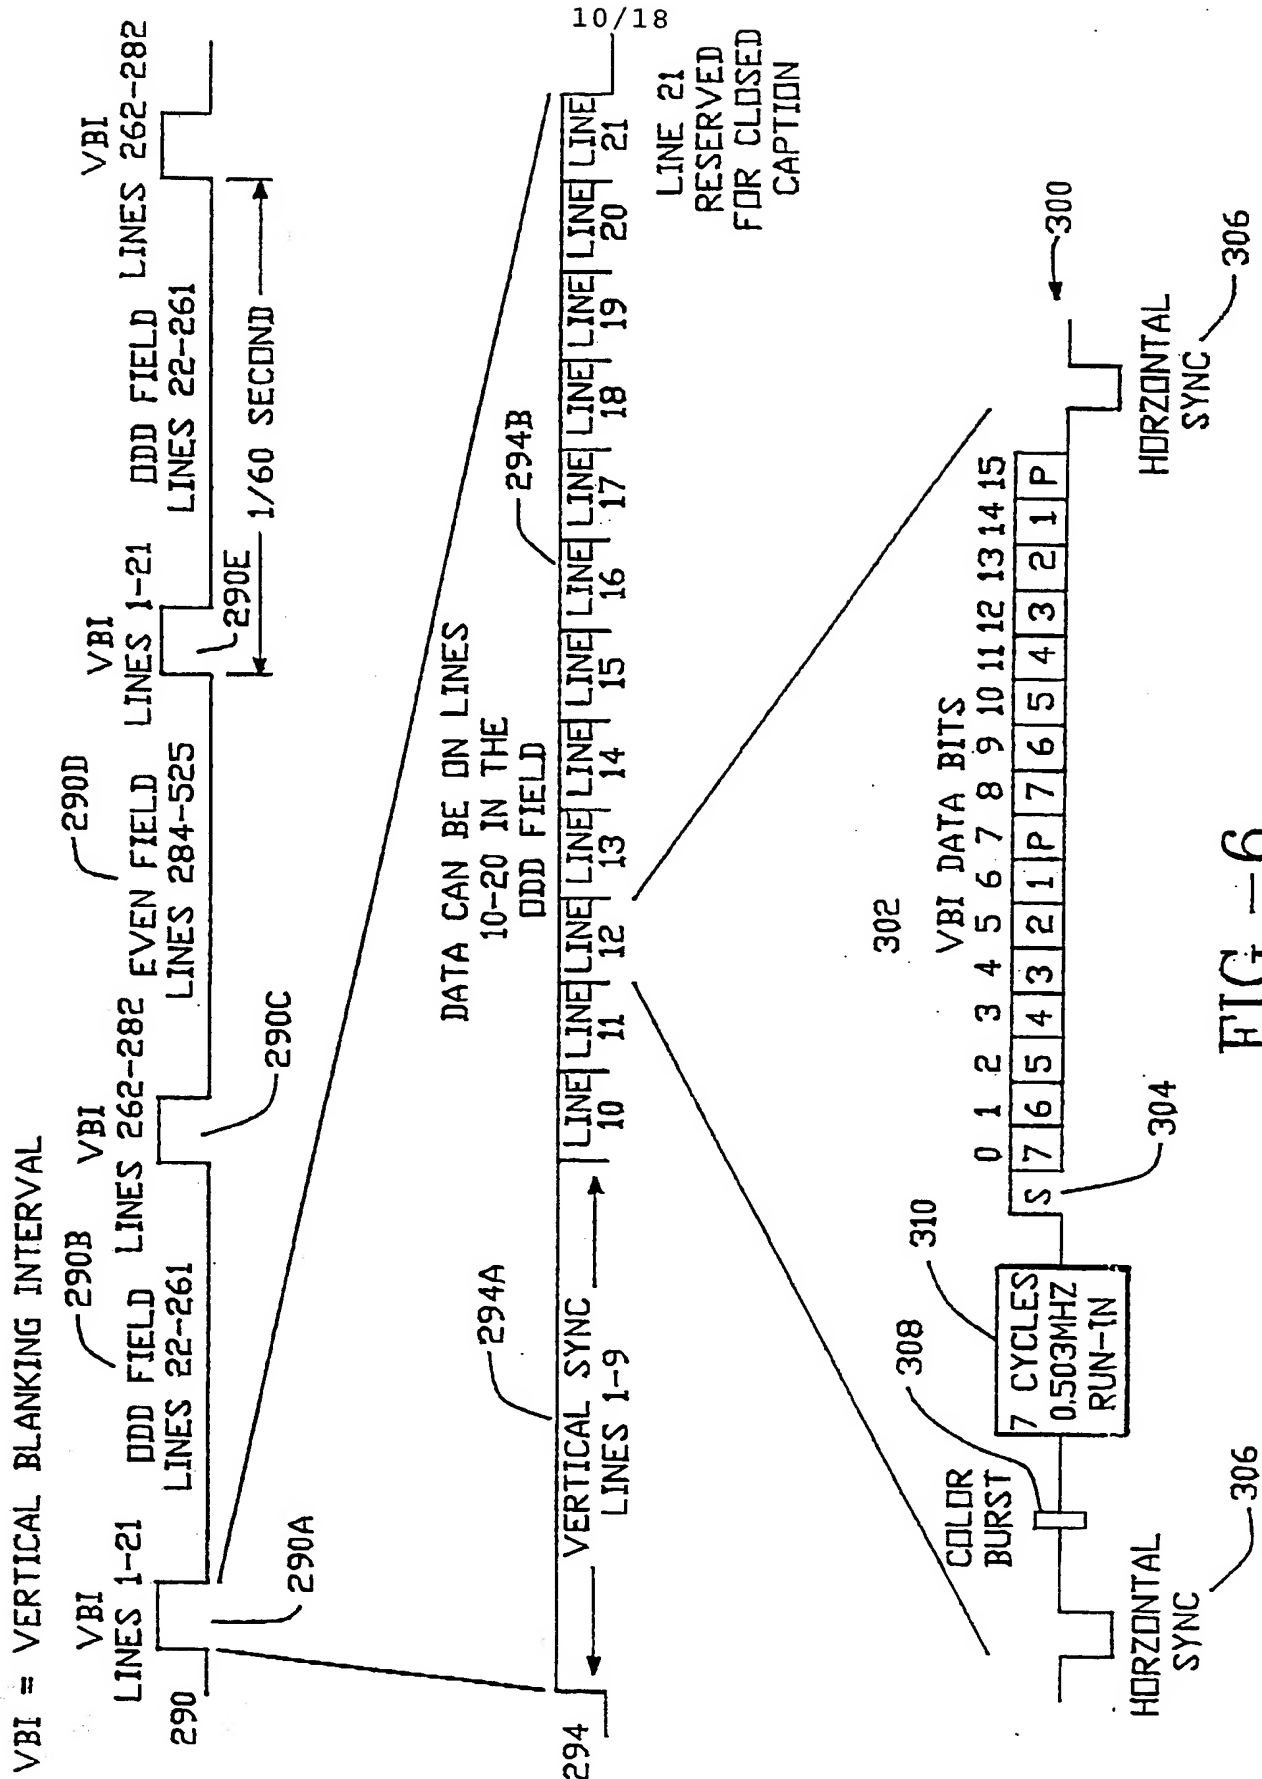 10/18
VBI = VERTICAL BLANKING INTERVAL
VBI
LINES 1-21
290B
ODD FIELD
LINES 22-261
VBI
LINES 262-282
290D
EVEN FIELD
LINES 284-525
VBI
LINES 1-21
ODD FIELD
LINES 22-261
VBI
LINES 262-282
290
290A
290C
290E
1/60 SECOND
DATA CAN BE ON LINES
10-20 IN THE
ODD FIELD
294A
294B
294
VERTICAL SYNC
LINES 1-9
LINE LINE LINE LINE LINE LINE LINE LINE LINE LINE LINE LINE
10 11 12 13 14 15 16 17 18 19 20 21
LINE 21
RESERVED
FOR CLOSED
CAPTION
302
VBI DATA BITS
0 1 2 3 4 5 6 7 8 9 10 11 12 13 14 15
S 7 6 5 4 3 2 1 P 7 6 5 4 3 2 1 P
300
COLOR
BURST
308
310
7 CYCLES
0.503MHZ
RUN-IN
304
HORZONTAL
SYNC
306
HORZONTAL
SYNC
306
FIG -9